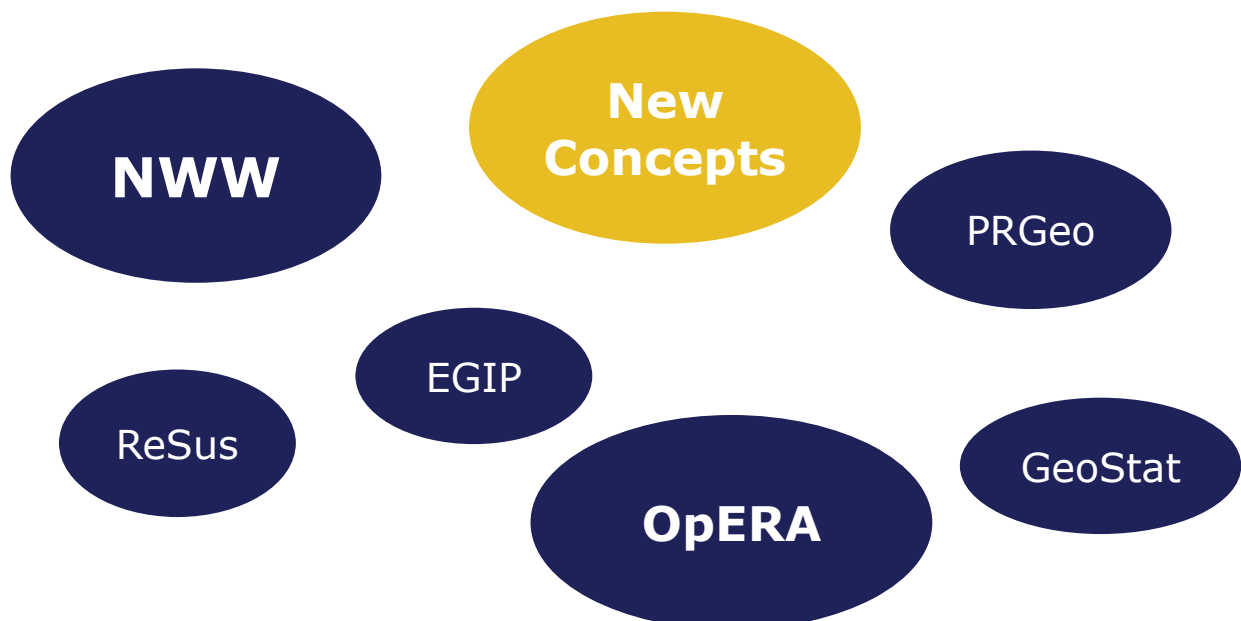 New
Concepts
NWW
PRGeo
EGIP
ReSus
GeoStat
OpERA